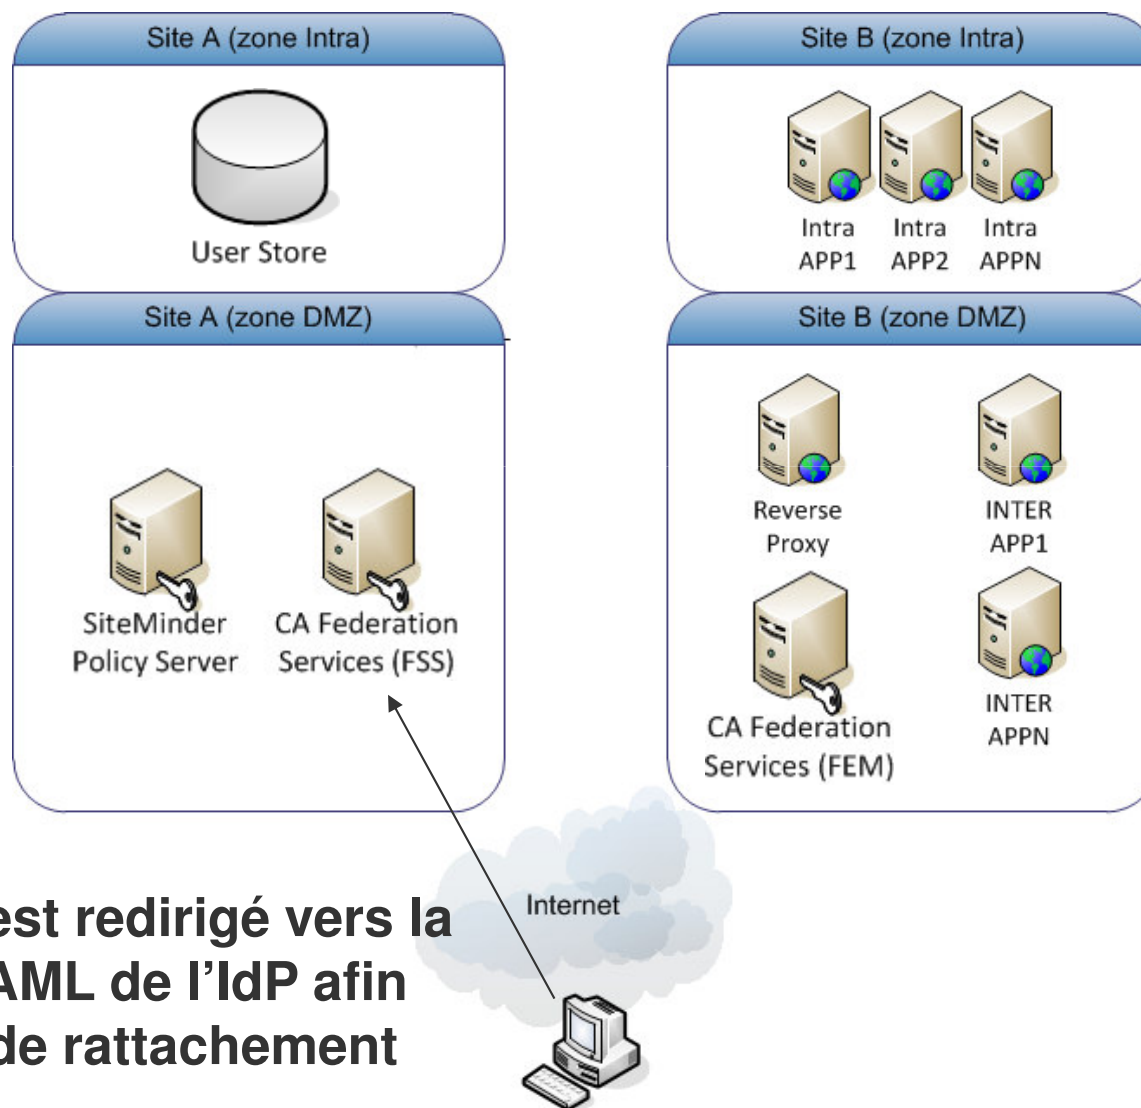 Site A (zone Intra)
User Store
Site B (zone Intra)
Intra
APP1
Intra
APP2
Intra
APPN
Site A (zone DMZ)
SiteMinder
Policy Server
CA Federation
Services (FSS)
Site B (zone DMZ)
Reverse
Proxy
INTER
APP1
CA Federation
Services (FEM)
INTER
APPN
Internet
est redirigé vers la
AML de l’IdP afin
de rattachement